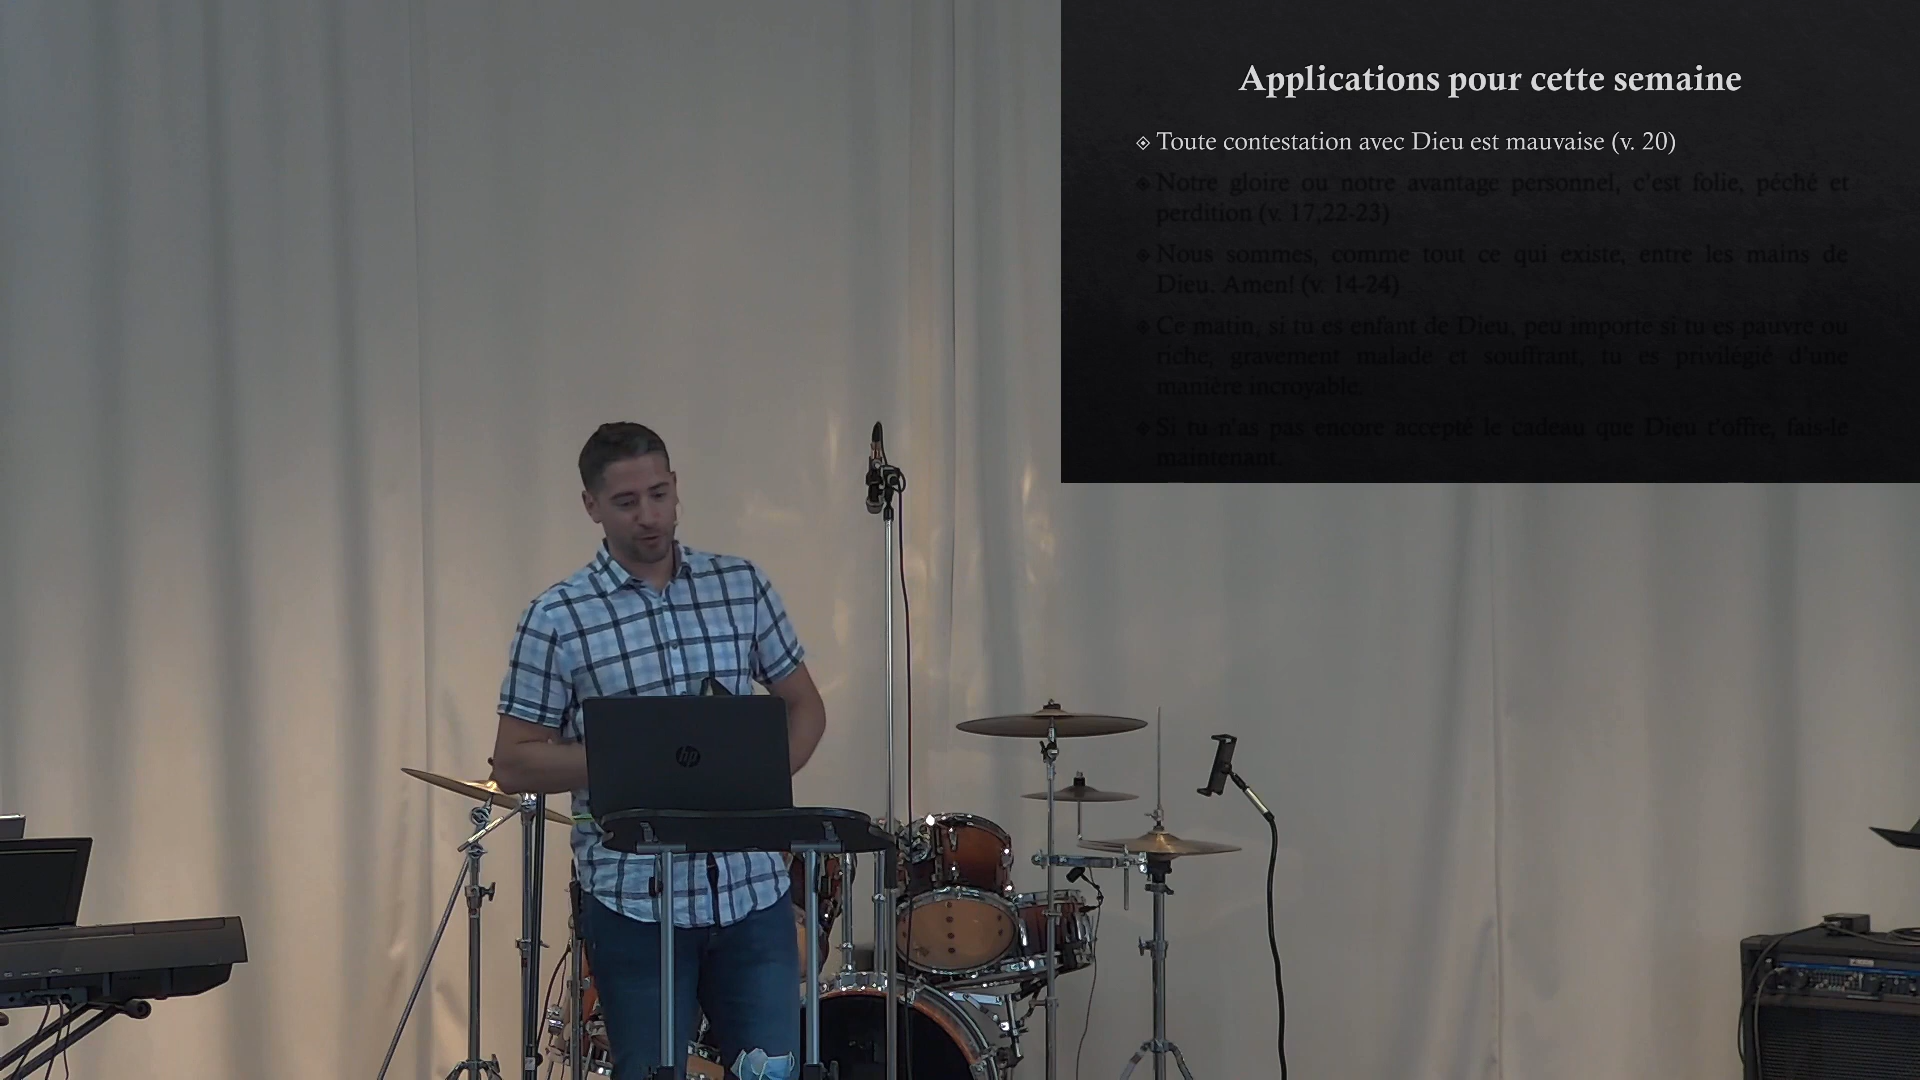 Applications pour cette semaine
Toute contestation avec Dieu est mauvaise (v. 20)
Notre gloire ou notre avantage personnel, c'est folie, péché et
perdition (v. 17,22-23)
Nous sommes, comme tout ce qui existe, entre les mains de
Dieu. Amen! (v. 14-24)
Ce matin, si tu es enfant de Dieu, peu importe si tu es pauvre ou
riche, gravement malade et souffrant, tu es privilégié d'une
manière incroyable.
Si tu n'as pas encore accepté le cadeau que Dieu t'offre, fais-le
maintenant.
hp